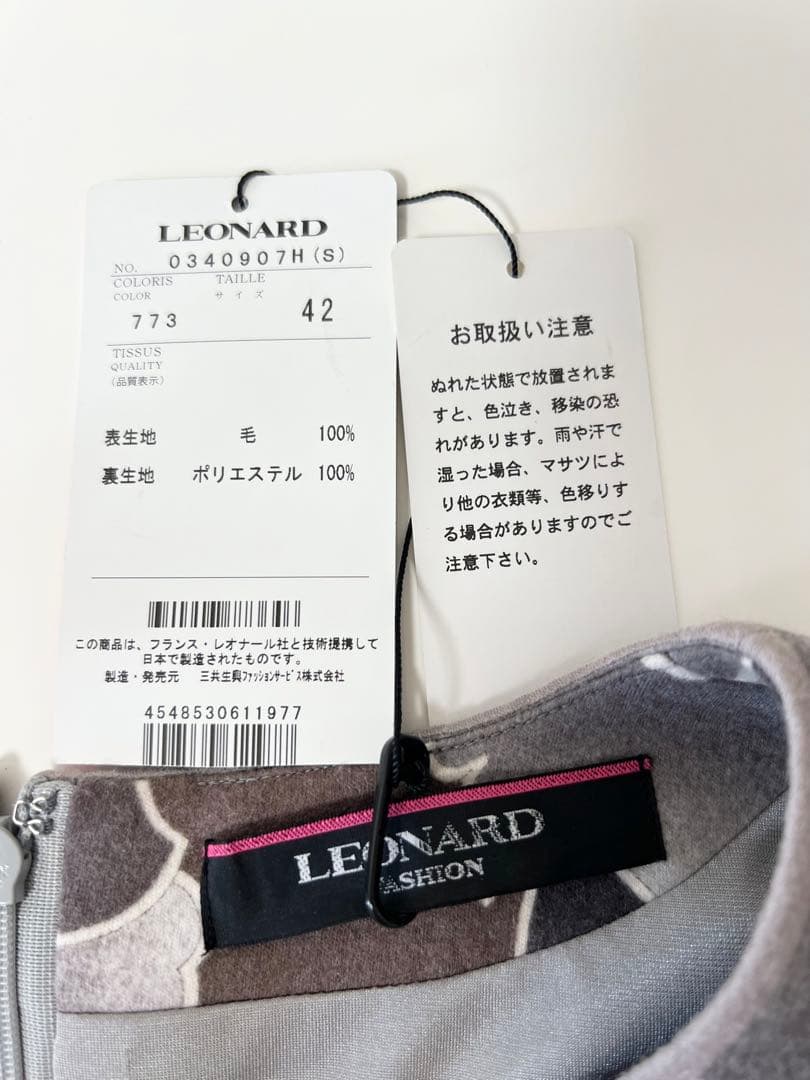 LEONARD
NO. 0340907H(S)
COLORIS TAILLE
COLOR サイズ
773 42
TISSUS
QUALITY
(品質表示)
表生地 毛 100%
裏生地 ポリエステル 100%
この商品は、フランス・レオナール社と技術提携して
日本で製造されたものです。
製造・発売元 三共生興ファッションサービス株式会社
4548530611977
お取扱い注意
ぬれた状態で放置されま
すと、色泣き、移染の恐
れがあります。雨や汗で
湿った場合、マサツによ
り他の衣類等、色移りす
る場合がありますのでご
注意下さい。
LEONARD
FASHION